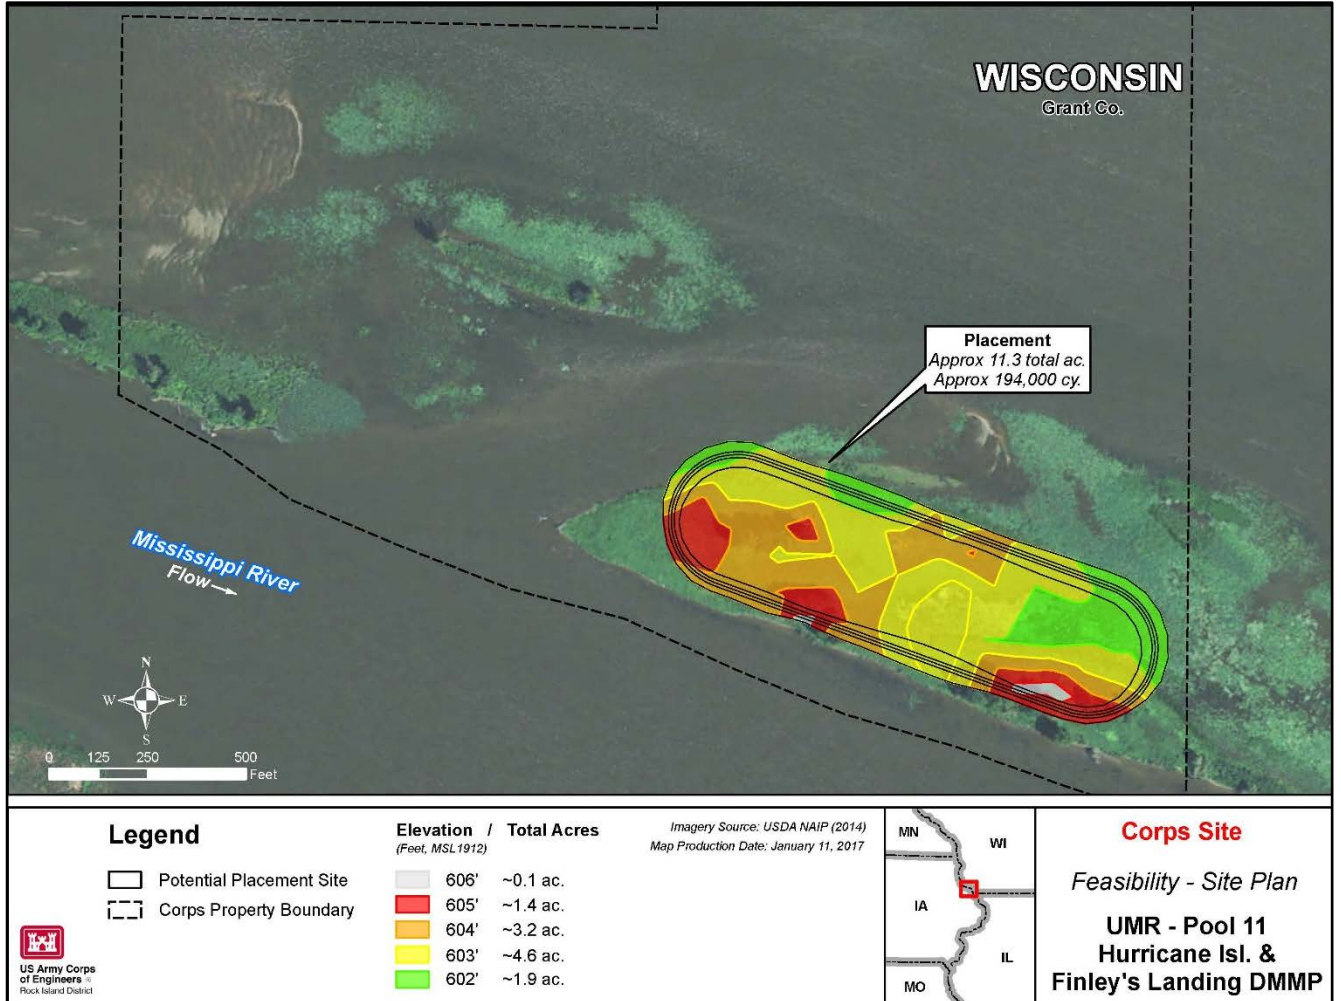 WISCONSIN
Grant Co.
Placement
Approx 11.3 total ac.
Approx 194,000 cy.
Mississippi River
Flow
N
W E
S
0 125 250 500
Feet
Legend
Potential Placement Site
Corps Property Boundary
US Army Corps
of Engineers
Rock Island District
Elevation / Total Acres
(Feet, MSL1912)
606' ~0.1 ac.
605' ~1.4 ac.
604' ~3.2 ac.
603' ~4.6 ac.
602' ~1.9 ac.
Imagery Source: USDA NAIP (2014)
Map Production Date: January 11, 2017
MN
WI
IA
IL
MO
Corps Site
Feasibility - Site Plan
UMR - Pool 11
Hurricane Isl. &
Finley's Landing DMMP